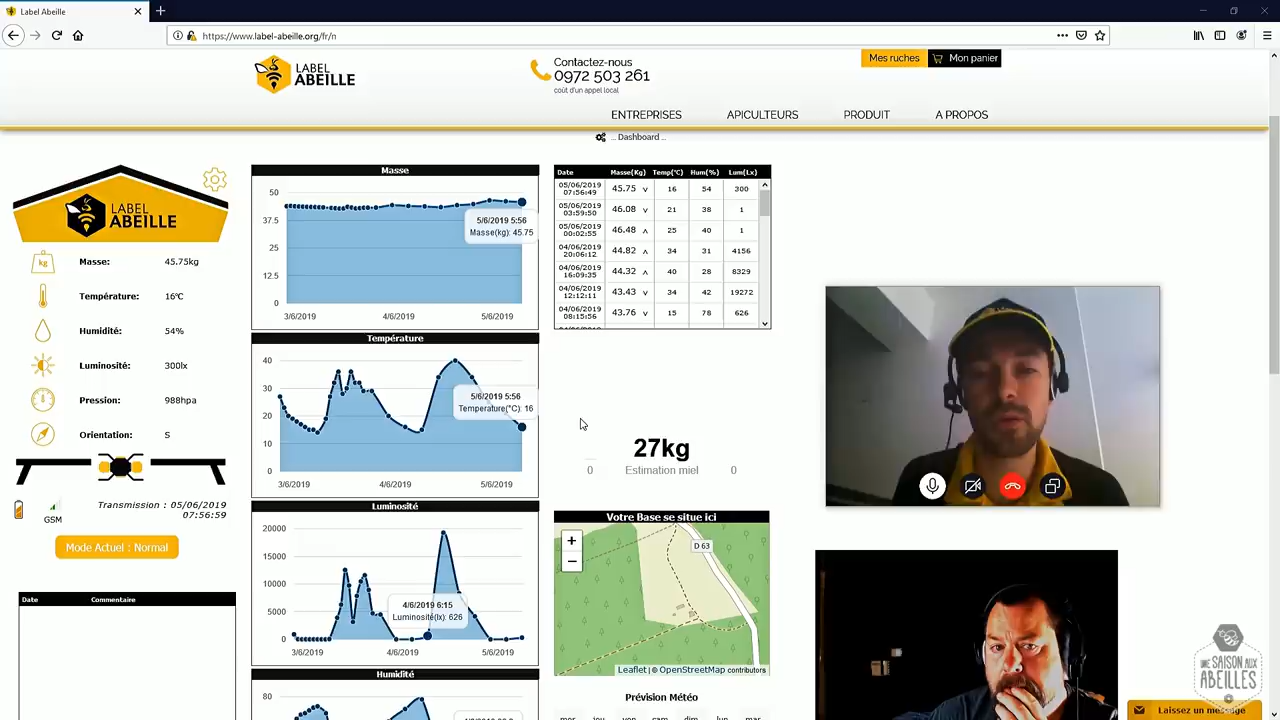 Label Abeille
https://www.label-abeille.org/fr/n
LABEL
ABEILLE
Contactez-nous
0972 503 261
coût d'un appel local
Mes ruches
Mon panier
ENTREPRISES
APICULTEURS
PRODUIT
A PROPOS
... Dashboard ...
LABEL
ABEILLE
kg
Masse: 45.75kg
Température: 16°C
Humidité: 54%
Luminosité: 300lx
Pression: 988hpa
Orientation: S
GSM
Transmission : 05/06/2019
07:56:59
Mode Actuel : Normal
Date Commentaire
Masse
50
37.5
25
12.5
0
5/6/2019 5:56
Masse(kg): 45.75
3/6/2019 4/6/2019 5/6/2019
Température
40
30
20
10
0
5/6/2019 5:56
Temperature(°C): 16
3/6/2019 4/6/2019 5/6/2019
Luminosité
20000
15000
10000
5000
0
4/6/2019 6:15
Luminosité(lx): 626
3/6/2019 4/6/2019 5/6/2019
Humidité
80
Date Masse(Kg) Temp(°C) Hum(%) Lum(Lx)
05/06/2019 07:56:49 45.75 v 16 54 300
05/06/2019 03:59:50 46.08 v 21 38 1
05/06/2019 00:02:55 46.48 ʌ 25 40 1
04/06/2019 20:06:12 44.82 ʌ 34 31 4156
04/06/2019 16:09:35 44.32 ʌ 40 28 8329
04/06/2019 12:12:11 43.43 v 34 42 19272
04/06/2019 08:15:56 43.76 v 15 78 626
27kg
0 Estimation miel 0
Votre Base se situe ici
+
−
D 63
Leaflet | © OpenStreetMap contributors
Prévision Météo
mer jeu ven sam dim lun mar
UNE SAISON AUX
ABEILLES
Laissez un message